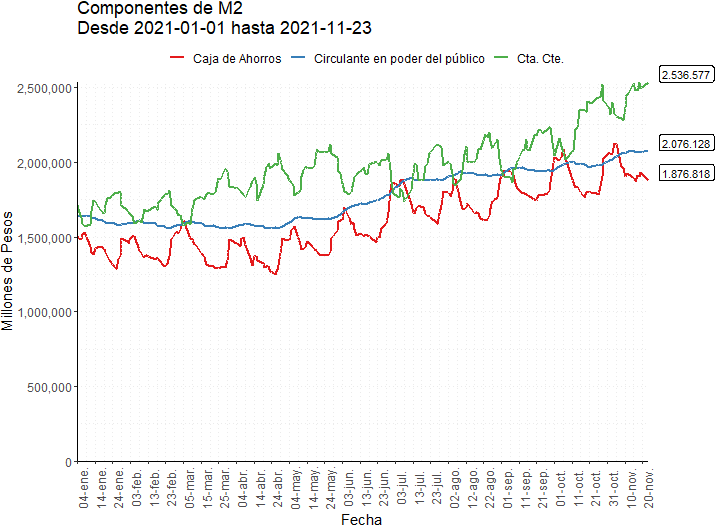 Componentes de M2
Desde 2021-01-01 hasta 2021-11-23
Caja de Ahorros Circulante en poder del público Cta. Cte.
2.536.577
2,500,000
2.076.128
2,000,000
1.876.818
1,500,000
1,000,000
500,000
0
Millones de Pesos
04-ene. 14-ene. 24-ene. 03-feb. 13-feb. 23-feb. 05-mar. 15-mar. 25-mar. 04-abr. 14-abr. 24-abr. 04-may. 14-may. 24-may. 03-jun. 13-jun. 23-jun. 03-jul. 13-jul. 23-jul. 02-ago. 12-ago. 22-ago. 01-sep. 11-sep. 21-sep. 01-oct. 11-oct. 21-oct. 31-oct. 10-nov. 20-nov.
Fecha